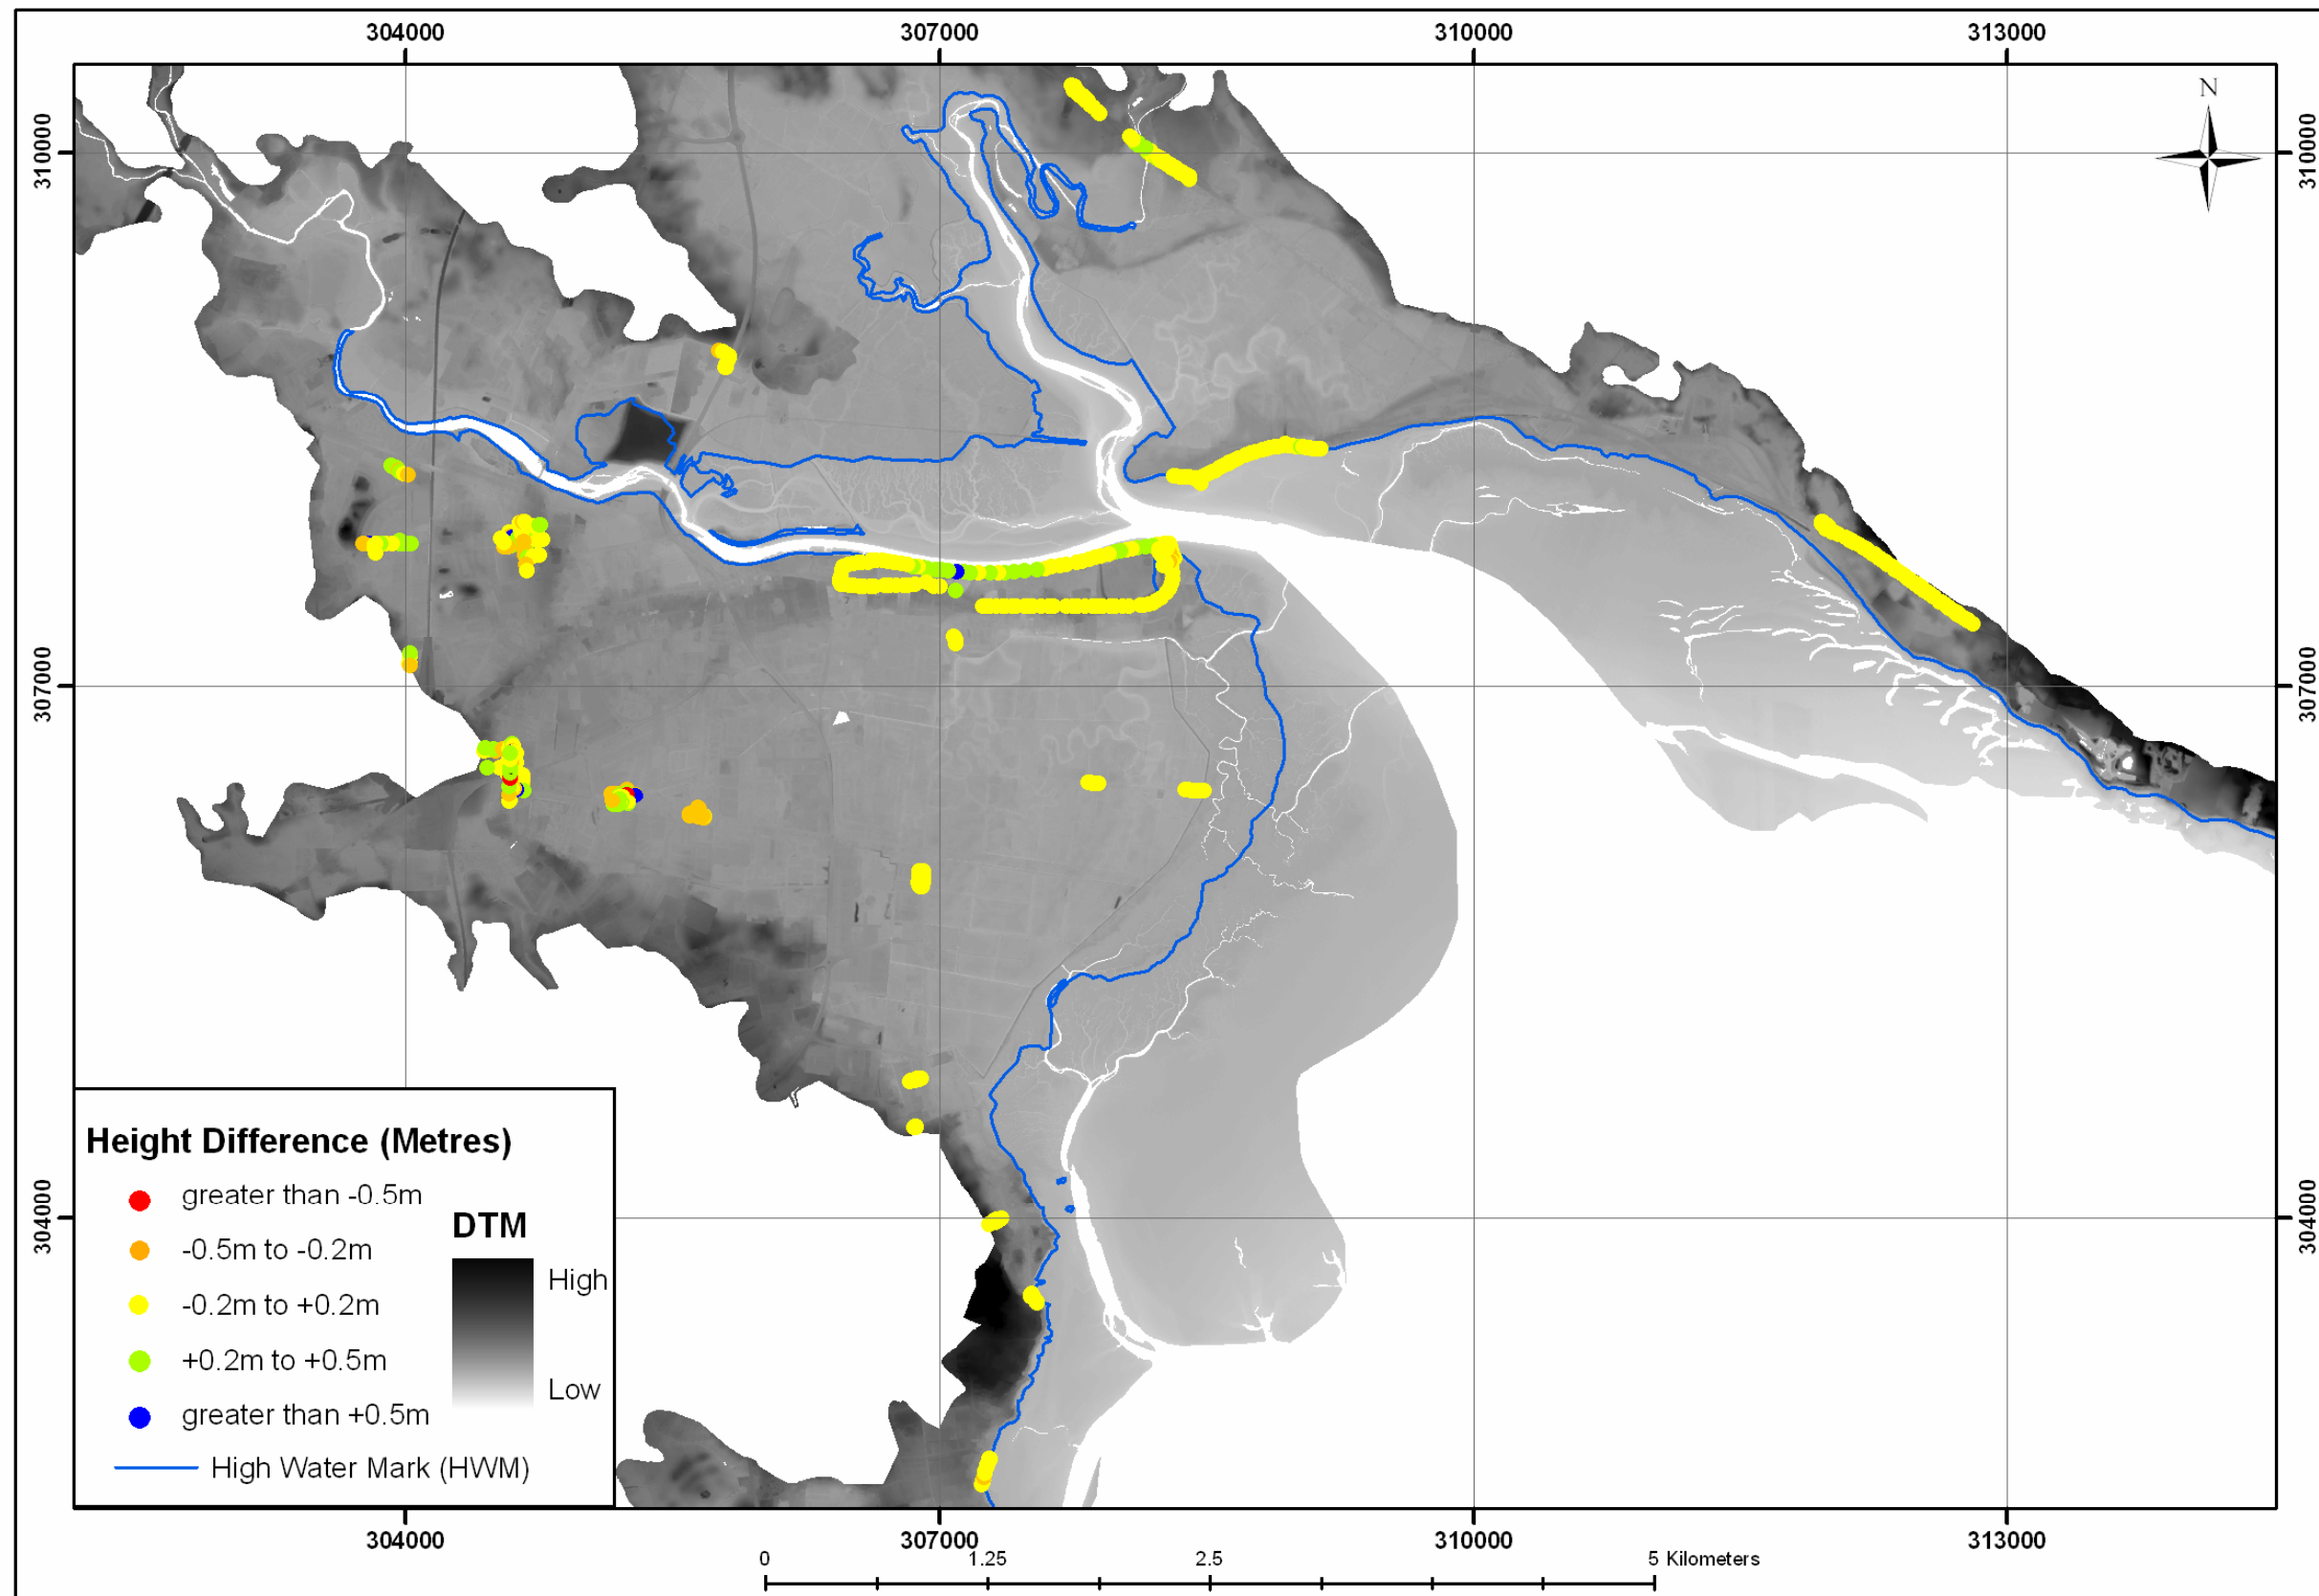 304000 307000 310000 313000
N
310000 310000
307000 307000
304000 304000
Height Difference (Metres)
greater than -0.5m
-0.5m to -0.2m
-0.2m to +0.2m
+0.2m to +0.5m
greater than +0.5m
High Water Mark (HWM)
DTM
High
Low
304000 307000 310000 313000
0 1.25 2.5 5 Kilometers